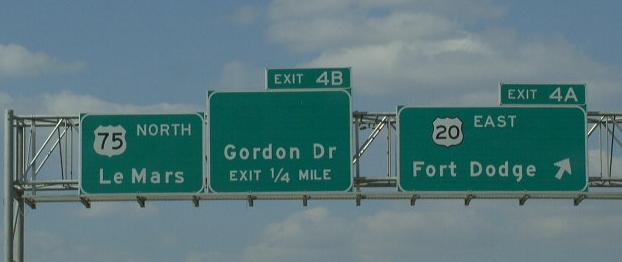 75 NORTH
Le Mars
EXIT 4B
Gordon Dr
EXIT 1/4 MILE
EXIT 4A
20 EAST
Fort Dodge